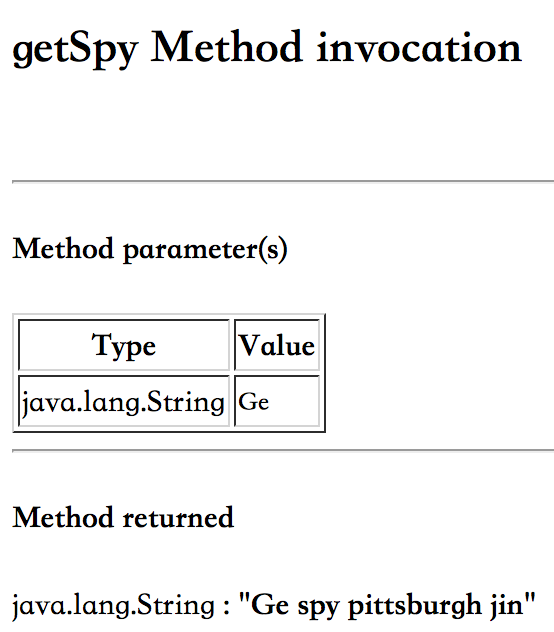 getSpy Method invocation
Method parameter(s)
Type Value
java.lang.String Ge
Method returned
java.lang.String : "Ge spy pittsburgh jin"